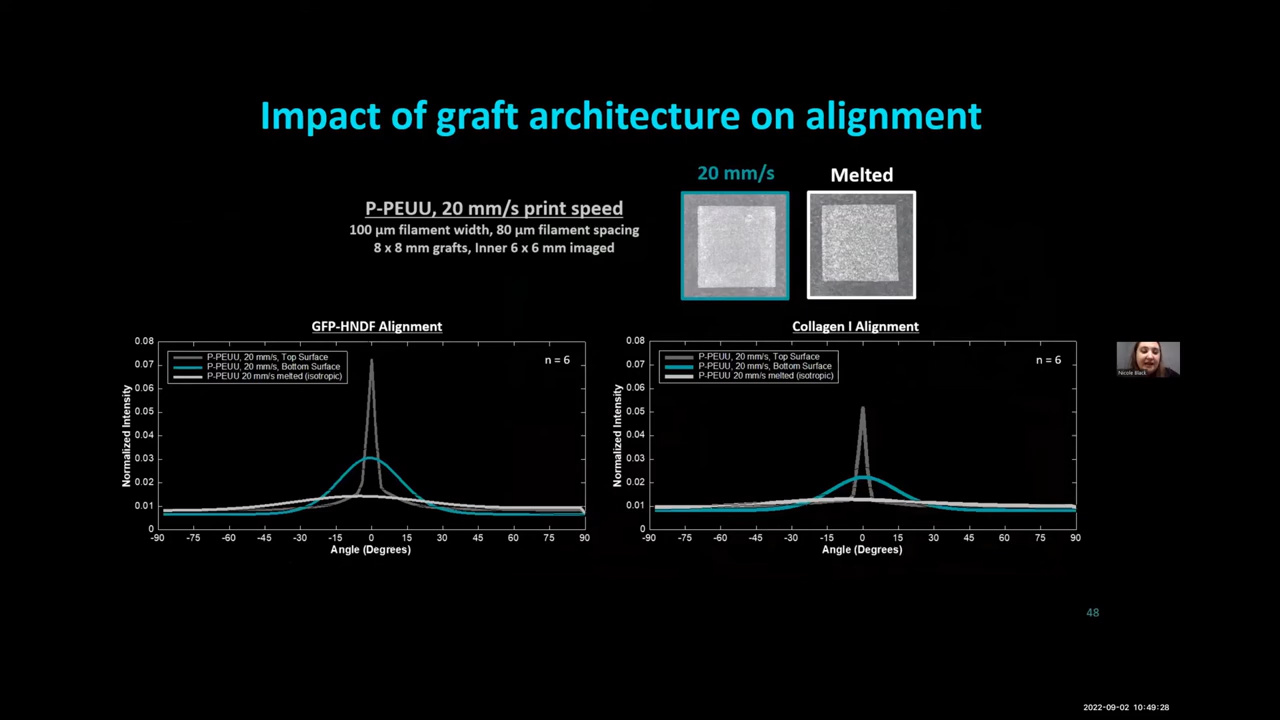 Impact of graft architecture on alignment
20 mm/s
Melted
P-PEUU, 20 mm/s print speed
100 µm filament width, 80 µm filament spacing
8 x 8 mm grafts, Inner 6 x 6 mm imaged
GFP-HNDF Alignment
P-PEUU, 20 mm/s, Top Surface
P-PEUU, 20 mm/s, Bottom Surface
P-PEUU 20 mm/s melted (isotropic)
n = 6
Normalized Intensity
0.08
0.07
0.06
0.05
0.04
0.03
0.02
0.01
0
-90 -75 -60 -45 -30 -15 0 15 30 45 60 75 90
Angle (Degrees)
Collagen I Alignment
P-PEUU, 20 mm/s, Top Surface
P-PEUU, 20 mm/s, Bottom Surface
P-PEUU 20 mm/s melted (isotropic)
n = 6
Normalized Intensity
0.08
0.07
0.06
0.05
0.04
0.03
0.02
0.01
0
-90 -75 -60 -45 -30 -15 0 15 30 45 60 75 90
Angle (Degrees)
Nicole Black
48
2022-09-02 10:49:28